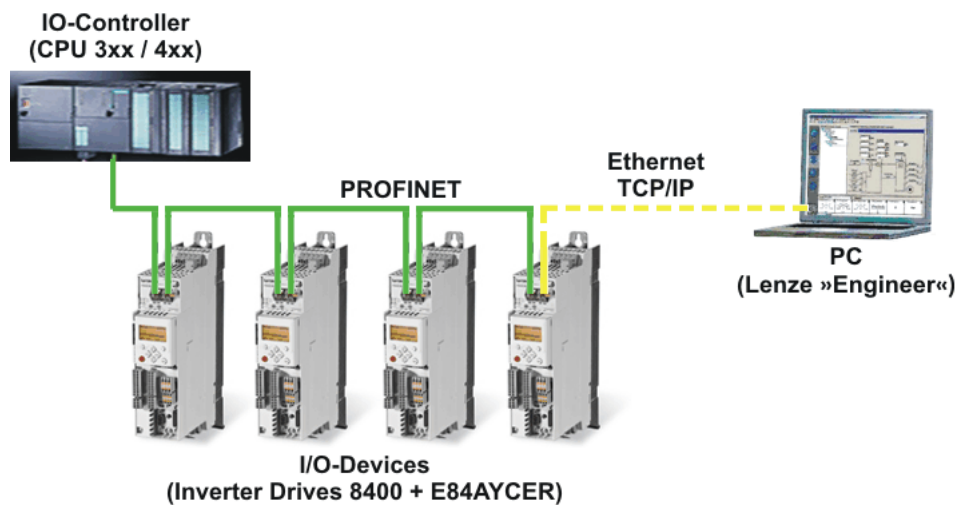 IO-Controller
(CPU 3xx / 4xx)
PROFINET
Ethernet
TCP/IP
PC
(Lenze »Engineer«)
I/O-Devices
(Inverter Drives 8400 + E84AYCER)